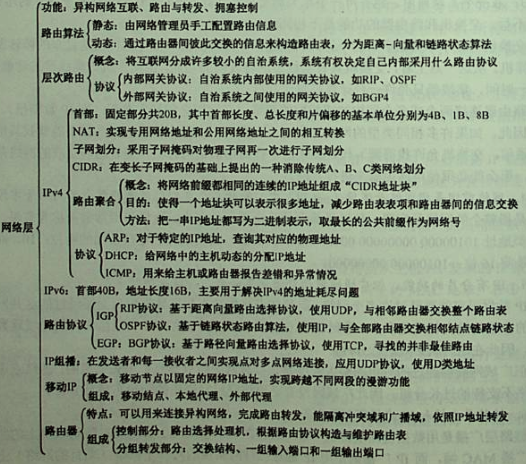 功能：异构网络互联、路由与转发、拥塞控制
路由算法
静态：由网络管理员手工配置路由信息
动态：通过路由器间彼此交换的信息来构造路由表，分为距离-向量和链路状态算法
层次路由
概念：将互联网分成许多较小的自治系统，系统有权决定自己内部采用什么路由协议
协议
内部网关协议：自治系统内部使用的网关协议，如RIP、OSPF
外部网关协议：自治系统之间使用的网关协议，如BGP4
网络层
IPv4
首部：固定部分共20B，其中首部长度、总长度和片偏移的基本单位分别为4B、1B、8B
NAT：实现专用网络地址和公用网络地址之间的相互转换
子网划分：采用子网掩码对物理子网再一次进行子网划分
CIDR：在变长子网掩码的基础上提出的一种消除传统A、B、C类网络划分
路由聚合
概念：将网络前缀都相同的连续的IP地址组成“CIDR地址块”
目的：使得一个地址块可以表示很多地址，减少路由表表项和路由器间的信息交换
方法：把一串IP地址都写为二进制表示，取最长的公共前缀作为网络号
协议
ARP：对于特定的IP地址，查询其对应的物理地址
DHCP：给网络中的主机动态的分配IP地址
ICMP：用来给主机或路由器报告差错和异常情况
IPv6：首部40B，地址长度16B，主要用于解决IPv4的地址耗尽问题
路由协议
IGP
RIP协议：基于距离向量路由选择协议，使用UDP，与相邻路由器交换整个路由表
OSPF协议：基于链路状态路由算法，使用IP，与全部路由器交换相邻结点链路状态
EGP：BGP协议：基于路径向量路由选择协议，使用TCP，寻找的并非最佳路由
IP组播：在发送者和每一接收者之间实现点对多点网络连接，应用UDP协议，使用D类地址
移动IP
概念：移动节点以固定的网络IP地址，实现跨越不同网段的漫游功能
组成：移动结点、本地代理、外部代理
路由器
特点：可以用来连接异构网络，完成路由转发，能隔离冲突域和广播域，依照IP地址转发
组成
控制部分：路由选择处理机，根据路由协议构造与维护路由表
分组转发部分：交换结构、一组输入端口和一组输出端口